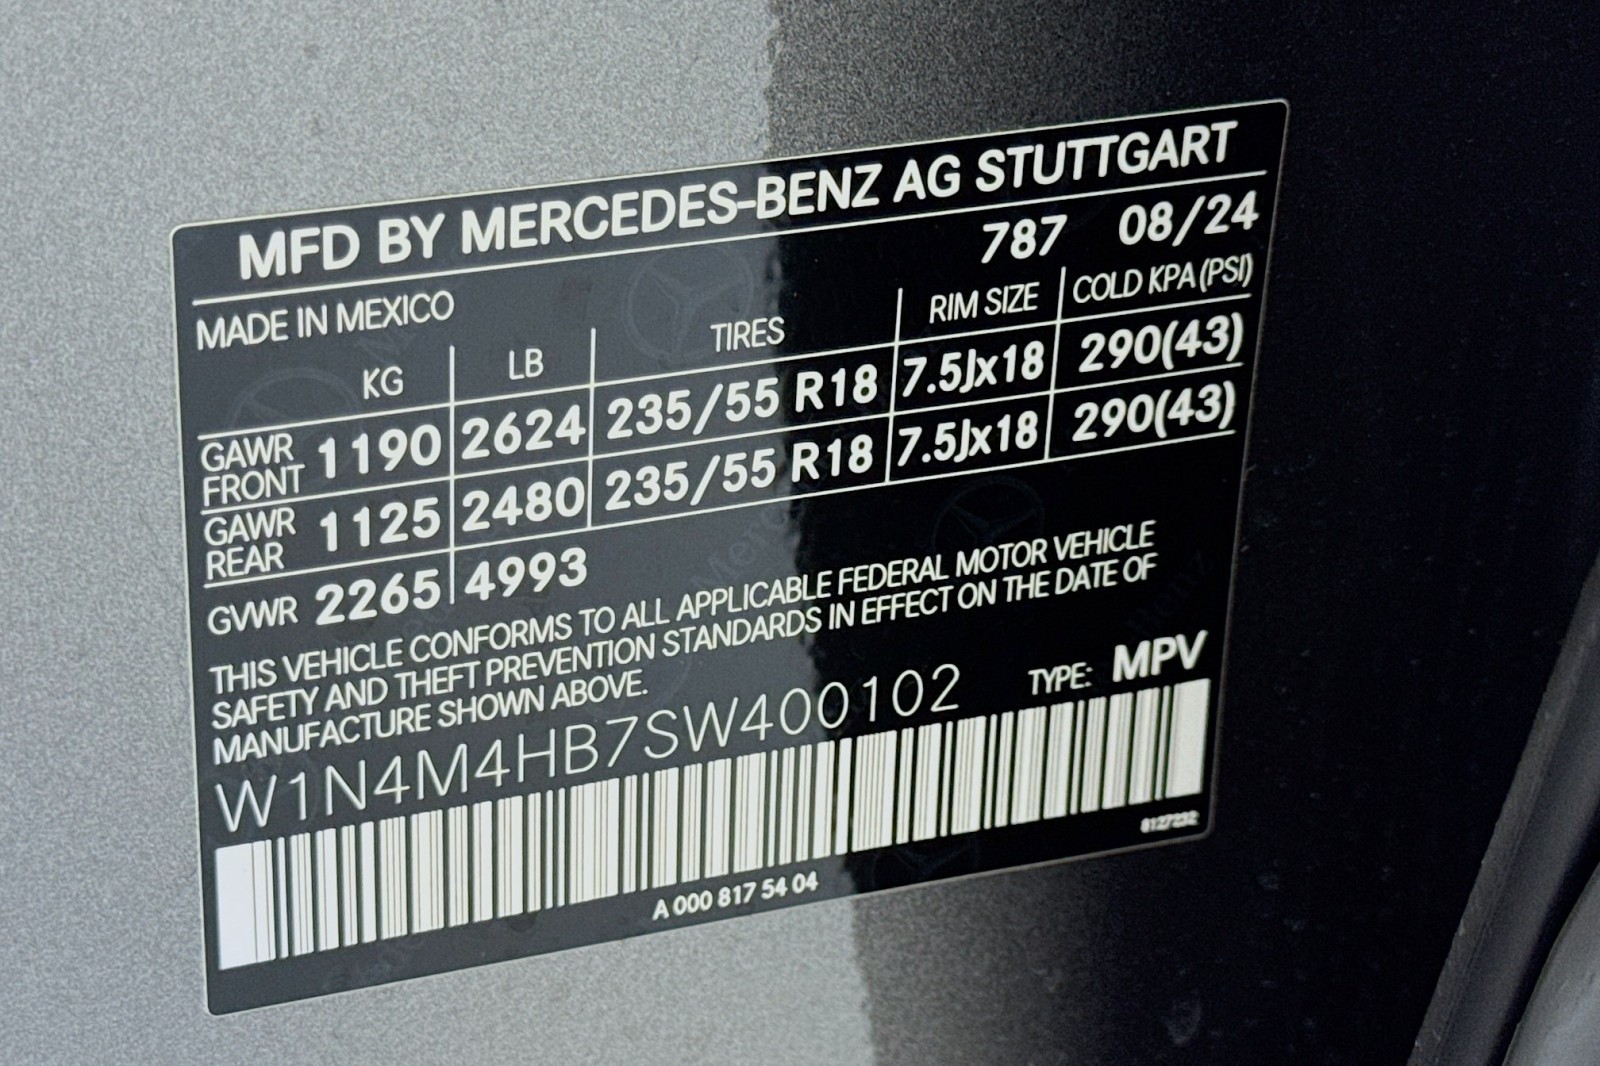 MFD BY MERCEDES-BENZ AG STUTTGART
787 08/24
MADE IN MEXICO
KG LB TIRES RIM SIZE COLD KPA (PSI)
GAWR FRONT 1190 2624 235/55 R18 7.5Jx18 290(43)
GAWR REAR 1125 2480 235/55 R18 7.5Jx18 290(43)
GVWR 2265 4993
THIS VEHICLE CONFORMS TO ALL APPLICABLE FEDERAL MOTOR VEHICLE
SAFETY AND THEFT PREVENTION STANDARDS IN EFFECT ON THE DATE OF
MANUFACTURE SHOWN ABOVE.
W1N4M4HB7SW400102 TYPE: MPV
8127232
A 000 817 54 04